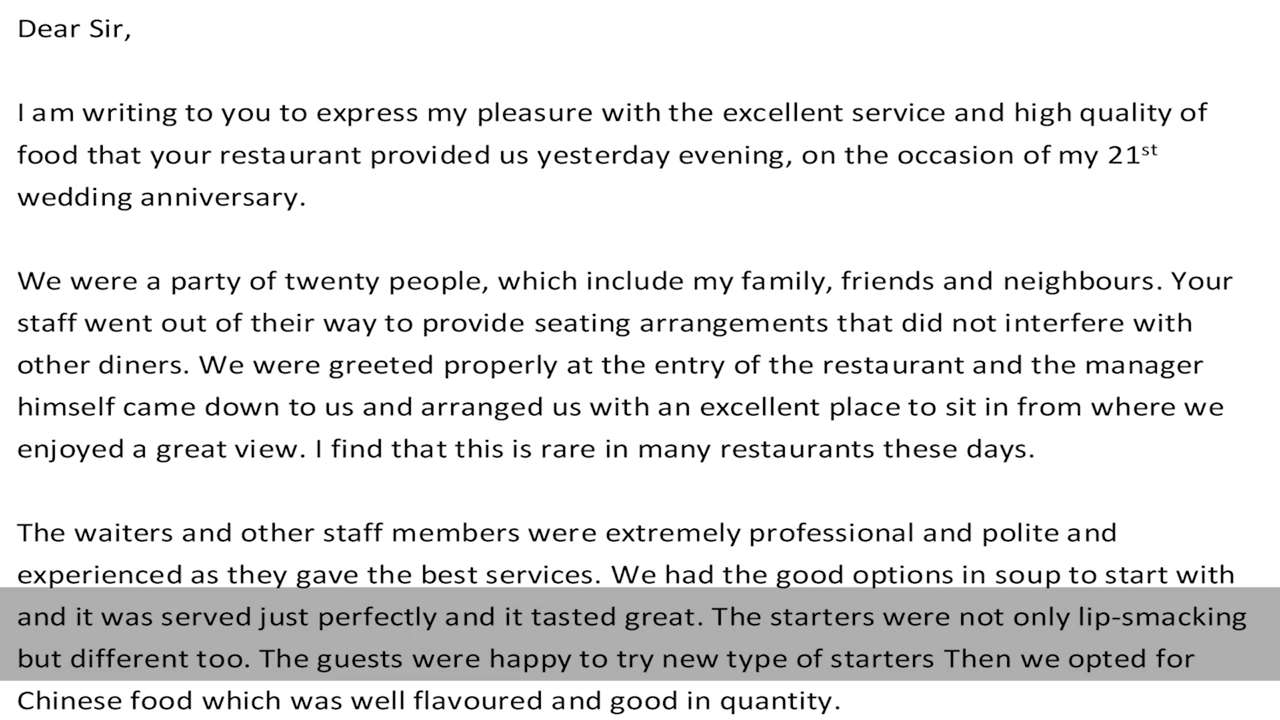 Dear Sir,
I am writing to you to express my pleasure with the excellent service and high quality of
food that your restaurant provided us yesterday evening, on the occasion of my 21st
wedding anniversary.
We were a party of twenty people, which include my family, friends and neighbours. Your
staff went out of their way to provide seating arrangements that did not interfere with
other diners. We were greeted properly at the entry of the restaurant and the manager
himself came down to us and arranged us with an excellent place to sit in from where we
enjoyed a great view. I find that this is rare in many restaurants these days.
The waiters and other staff members were extremely professional and polite and
experienced as they gave the best services. We had the good options in soup to start with
and it was served just perfectly and it tasted great. The starters were not only lip-smacking
but different too. The guests were happy to try new type of starters Then we opted for
Chinese food which was well flavoured and good in quantity.